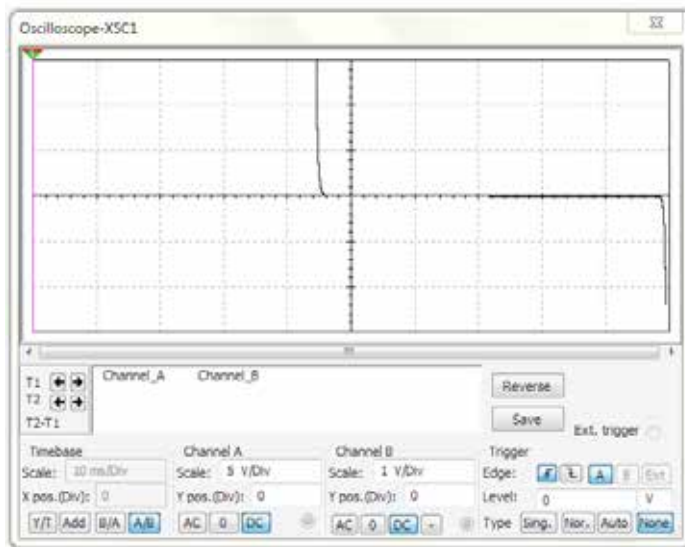 Oscilloscope-XSC1
T1
Channel_A Channel_B
T2
T2-T1
Reverse
Save
Ext. trigger
Timebase
Scale: 10 ms/Div
X pos.(Div): 0
Y/T Add B/A A/B
Channel A
Scale: 5 V/Div
Y pos.(Div): 0
AC 0 DC
Channel B
Scale: 1 V/Div
Y pos.(Div): 0
AC 0 DC -
Trigger
Edge: A B Ext
Level: 0 V
Type Sing. Nor. Auto None